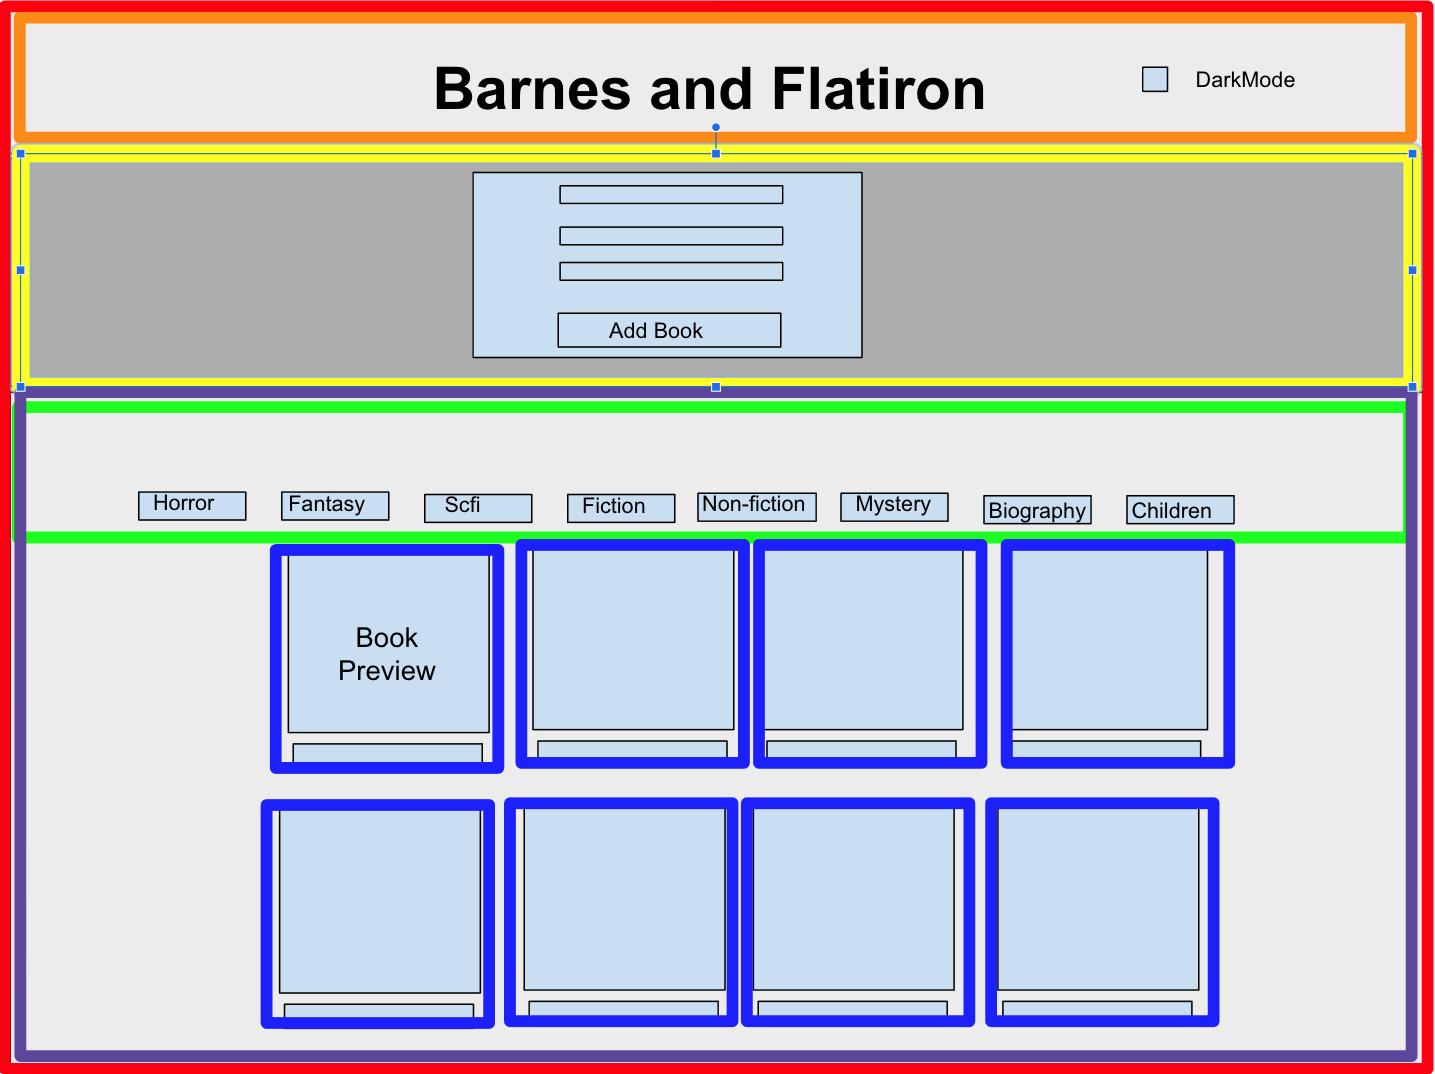 Barnes and Flatiron
DarkMode
Add Book
Horror
Fantasy
Scfi
Fiction
Non-fiction
Mystery
Biography
Children
Book
Preview